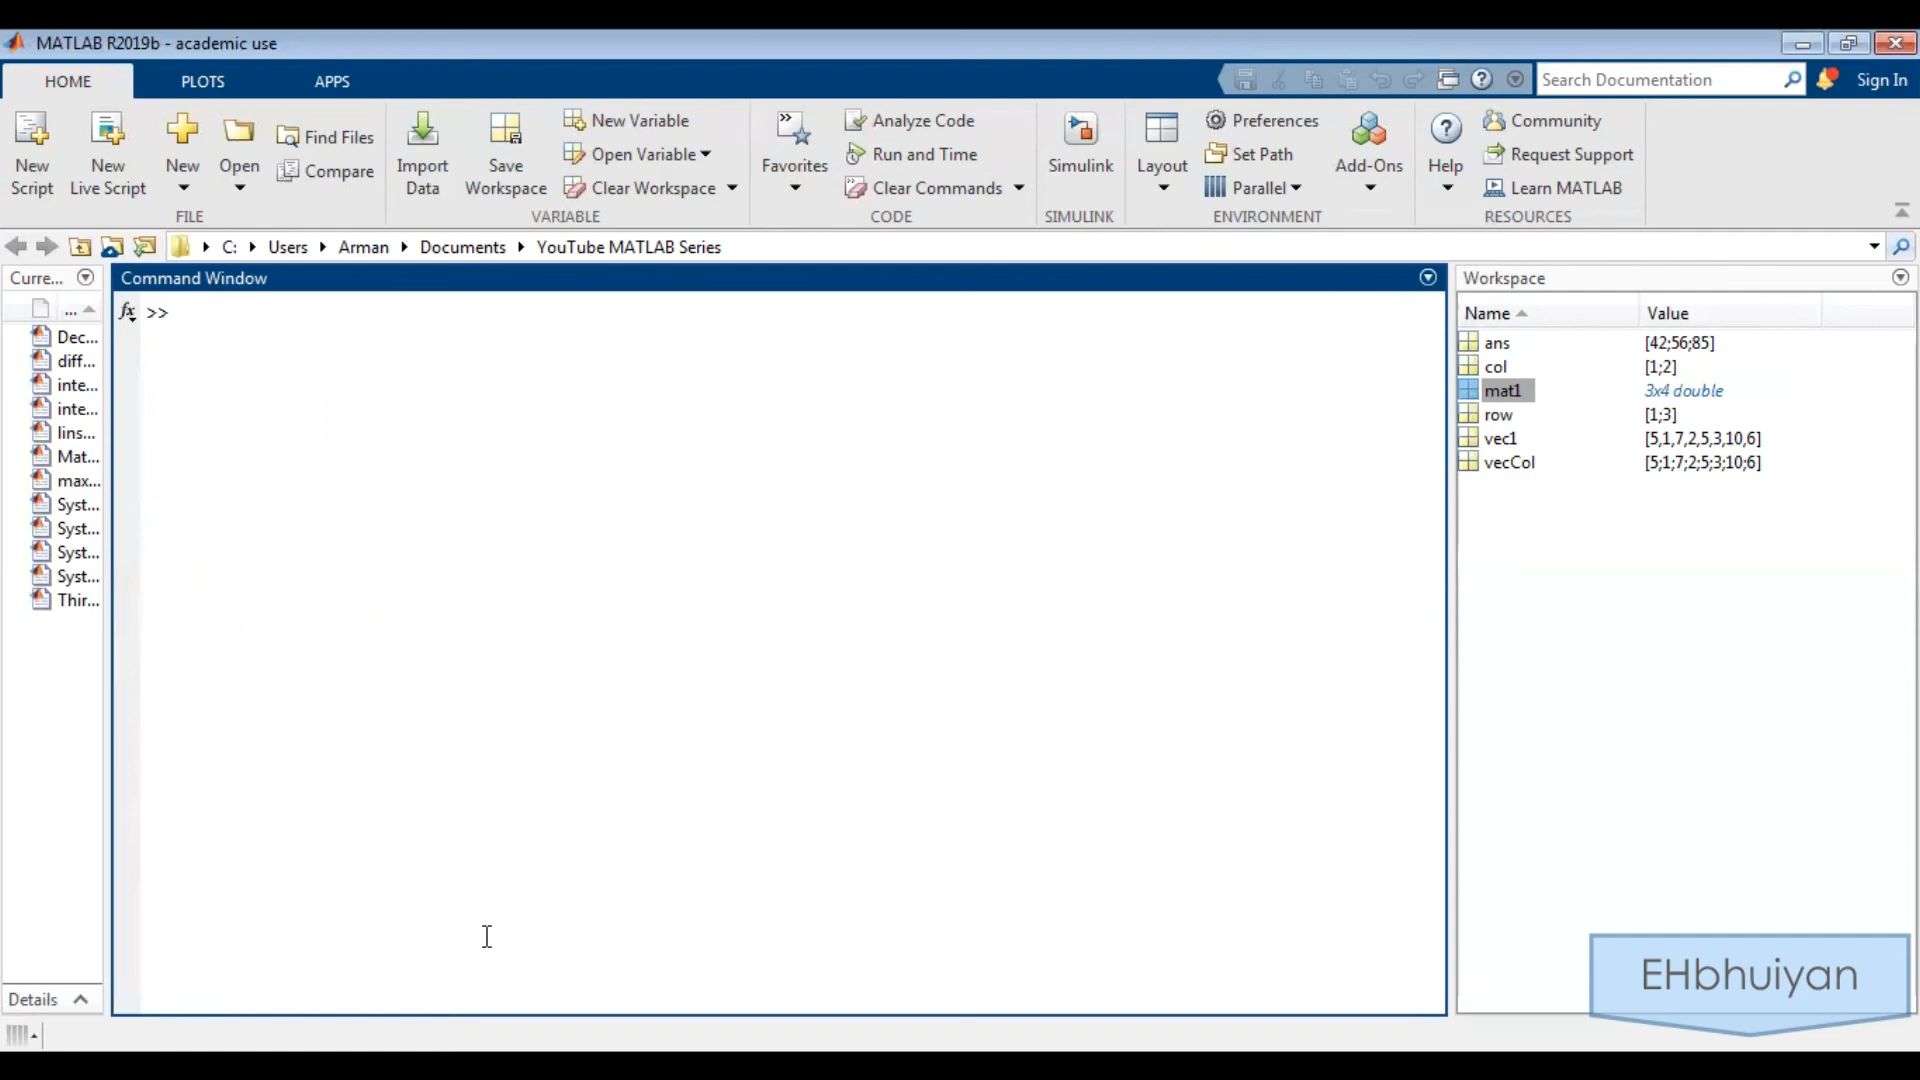 MATLAB R2019b - academic use
HOME PLOTS APPS
Search Documentation Sign In
New Script
New Live Script
New
Open
Find Files
Compare
FILE
Import Data
Save Workspace
New Variable
Open Variable
Clear Workspace
VARIABLE
Favorites
Analyze Code
Run and Time
Clear Commands
CODE
Simulink
SIMULINK
Layout
Preferences
Set Path
Parallel
Add-Ons
ENVIRONMENT
Help
Community
Request Support
Learn MATLAB
RESOURCES
C: Users Arman Documents YouTube MATLAB Series
Curre...
...
Dec...
diff...
inte...
inte...
lins...
Mat...
max...
Syst...
Syst...
Syst...
Syst...
Thir...
Details
Command Window
fx >>
Workspace
Name Value
ans [42;56;85]
col [1;2]
mat1 3x4 double
row [1;3]
vec1 [5,1,7,2,5,3,10,6]
vecCol [5;1;7;2;5;3;10;6]
EHbhuiyan